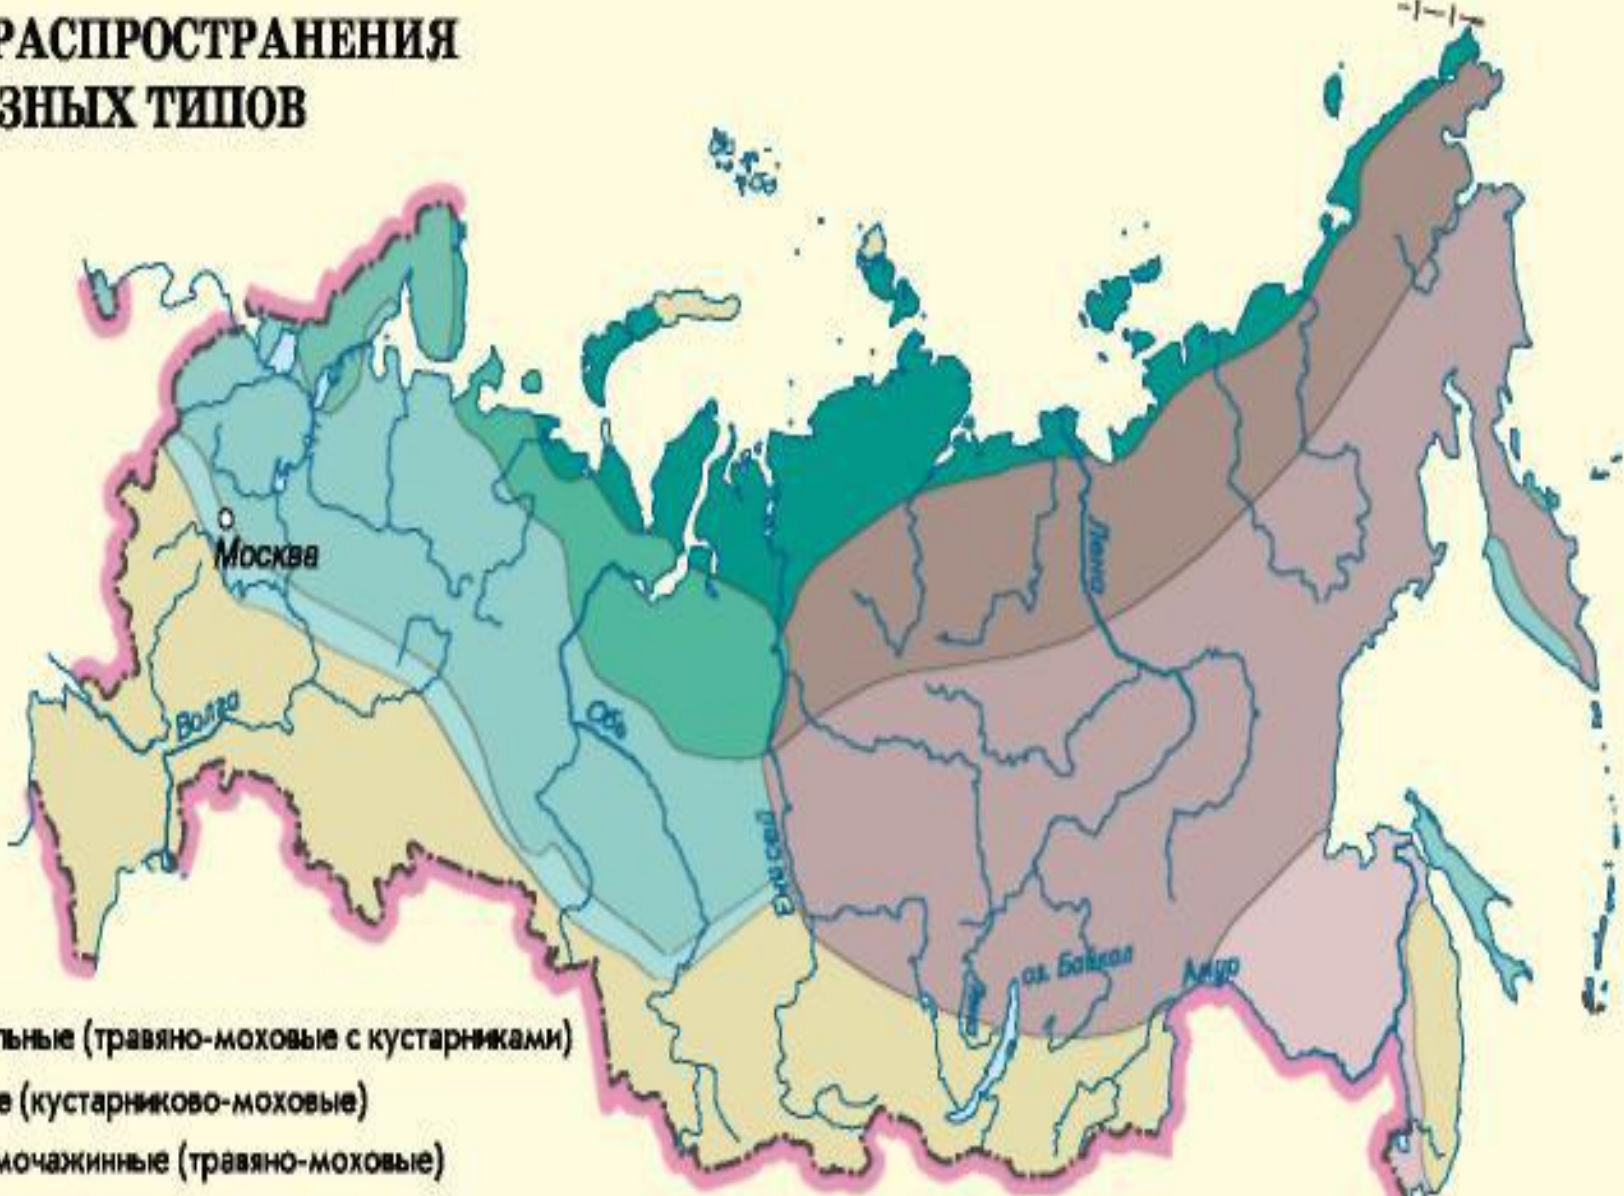 РАСПРОСТРАНЕНИЯ
ЗНЫХ ТИПОВ
Москва
Лена
Волга
Обь
Енисей
оз. Байкал
Амур
Лена
льные (травяно-моховые с кустарниками)
е (кустарниково-моховые)
мочажинные (травяно-моховые)